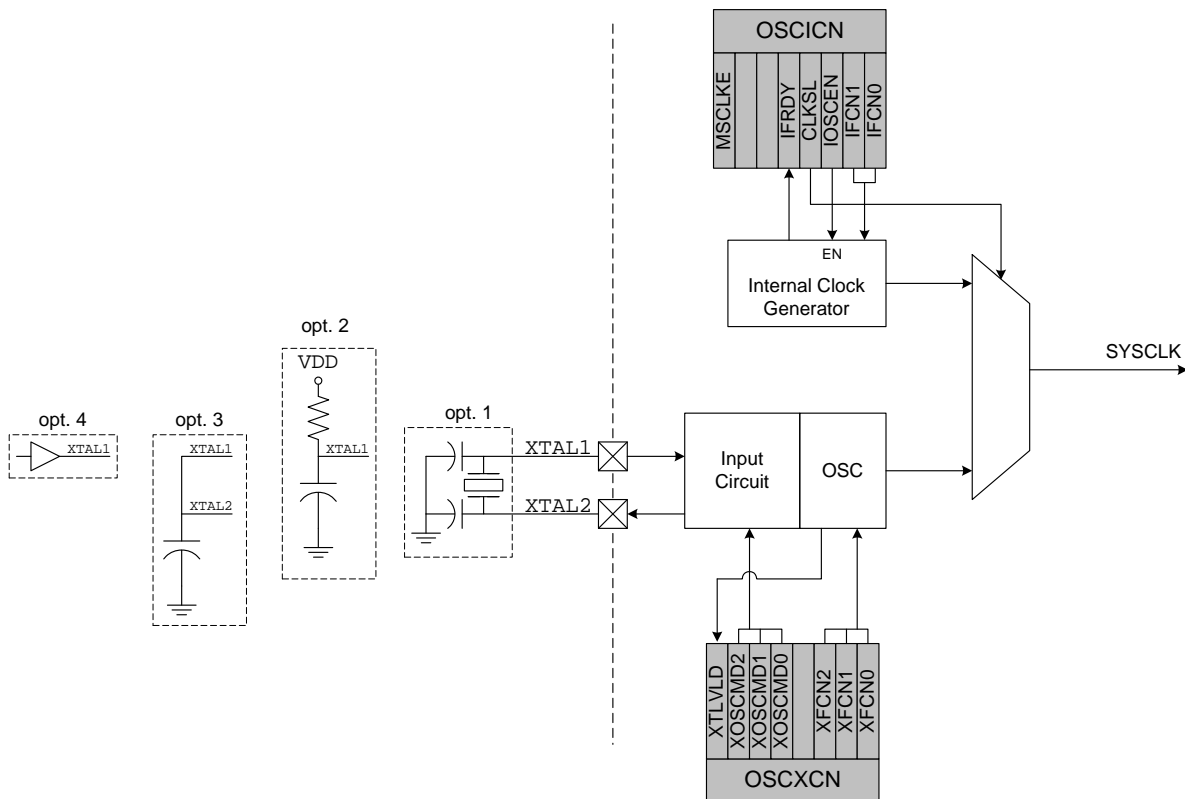 OSCICN
MSCLKE
IFRDY
CLKSL
IOSCEN
IFCN1
IFCN0
EN
Internal Clock
Generator
SYSCLK
opt. 4
XTAL1
opt. 3
XTAL1
XTAL2
opt. 2
VDD
XTAL1
opt. 1
XTAL1
XTAL2
Input
Circuit
OSC
XTLVLD
XOSCMD2
XOSCMD1
XOSCMD0
XFCN2
XFCN1
XFCN0
OSCXCN